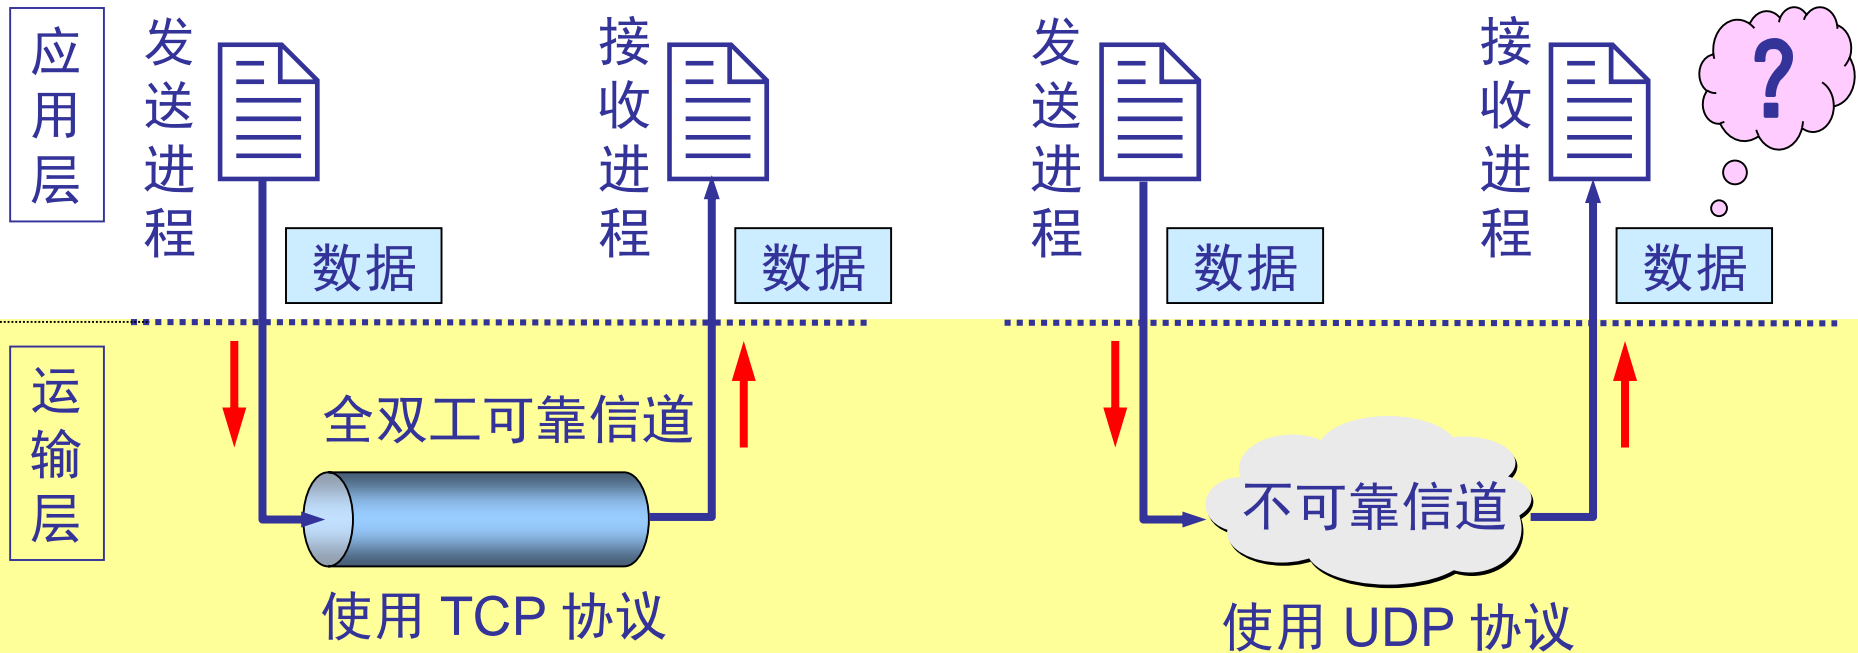 应用层
发送进程
数据
接收进程
数据
发送进程
数据
接收进程
数据
?
运输层
全双工可靠信道
使用 TCP 协议
不可靠信道
使用 UDP 协议